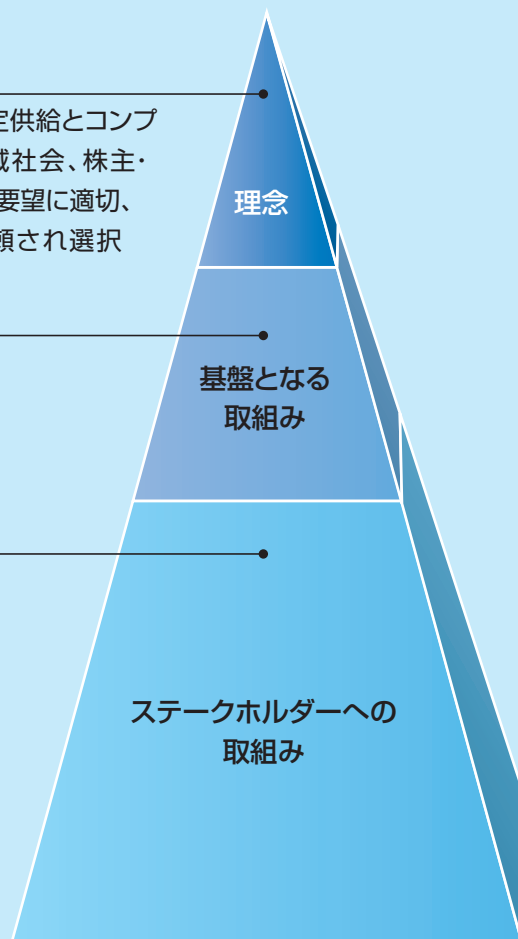 定供給とコンプ
域社会、株主・
要望に適切、
頼され選択
理念
基盤となる
取組み
ステークホルダーへの
取組み